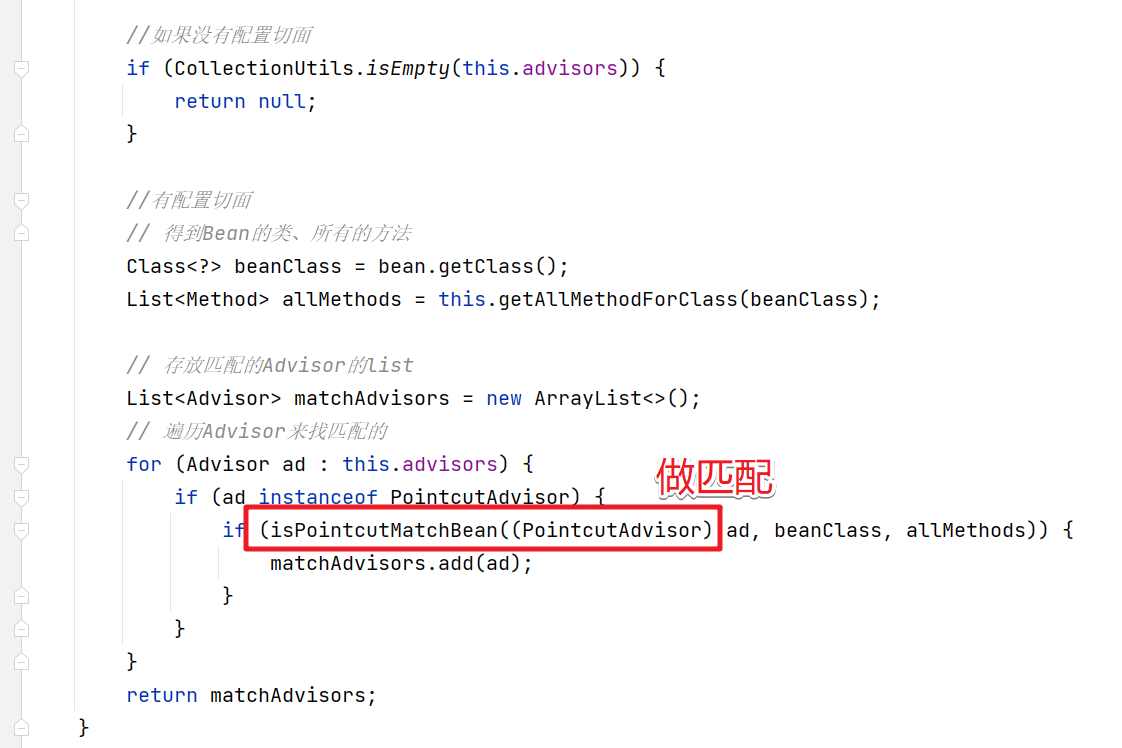 //如果没有配置切面
if (CollectionUtils.isEmpty(this.advisors)) {
    return null;
}

//有配置切面
// 得到Bean的类、所有的方法
Class<?> beanClass = bean.getClass();
List<Method> allMethods = this.getAllMethodForClass(beanClass);

// 存放匹配的Advisor的list
List<Advisor> matchAdvisors = new ArrayList<>();
// 遍历Advisor来找匹配的
for (Advisor ad : this.advisors) {
做匹配
    if (ad instanceof PointcutAdvisor) {
        if (isPointcutMatchBean((PointcutAdvisor) ad, beanClass, allMethods)) {
            matchAdvisors.add(ad);
        }
    }
}
return matchAdvisors;
}